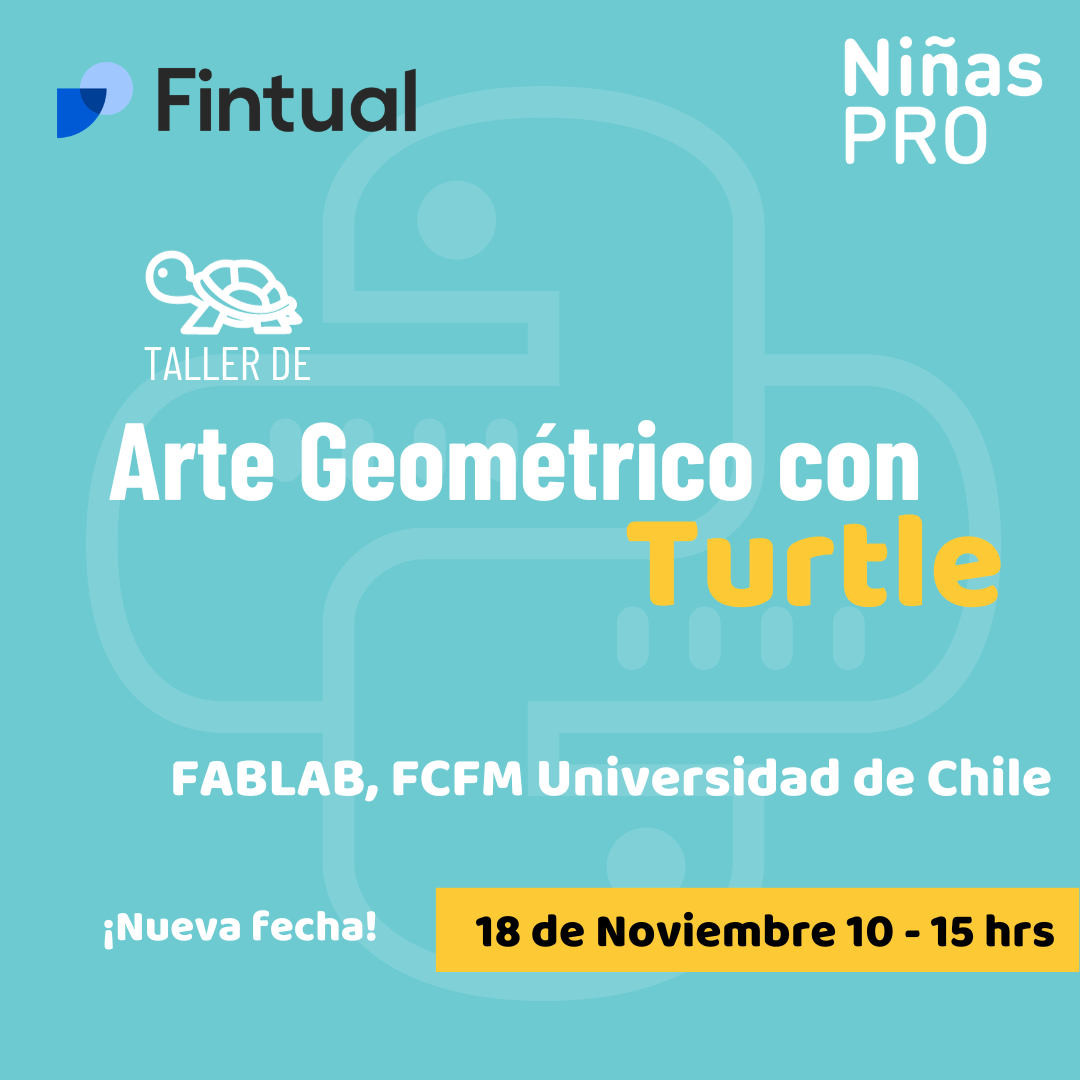 Fintual
Niñas
PRO
TALLER DE
Arte Geométrico con
Turtle
FABLAB, FCFM Universidad de Chile
¡Nueva fecha!
18 de Noviembre 10 - 15 hrs